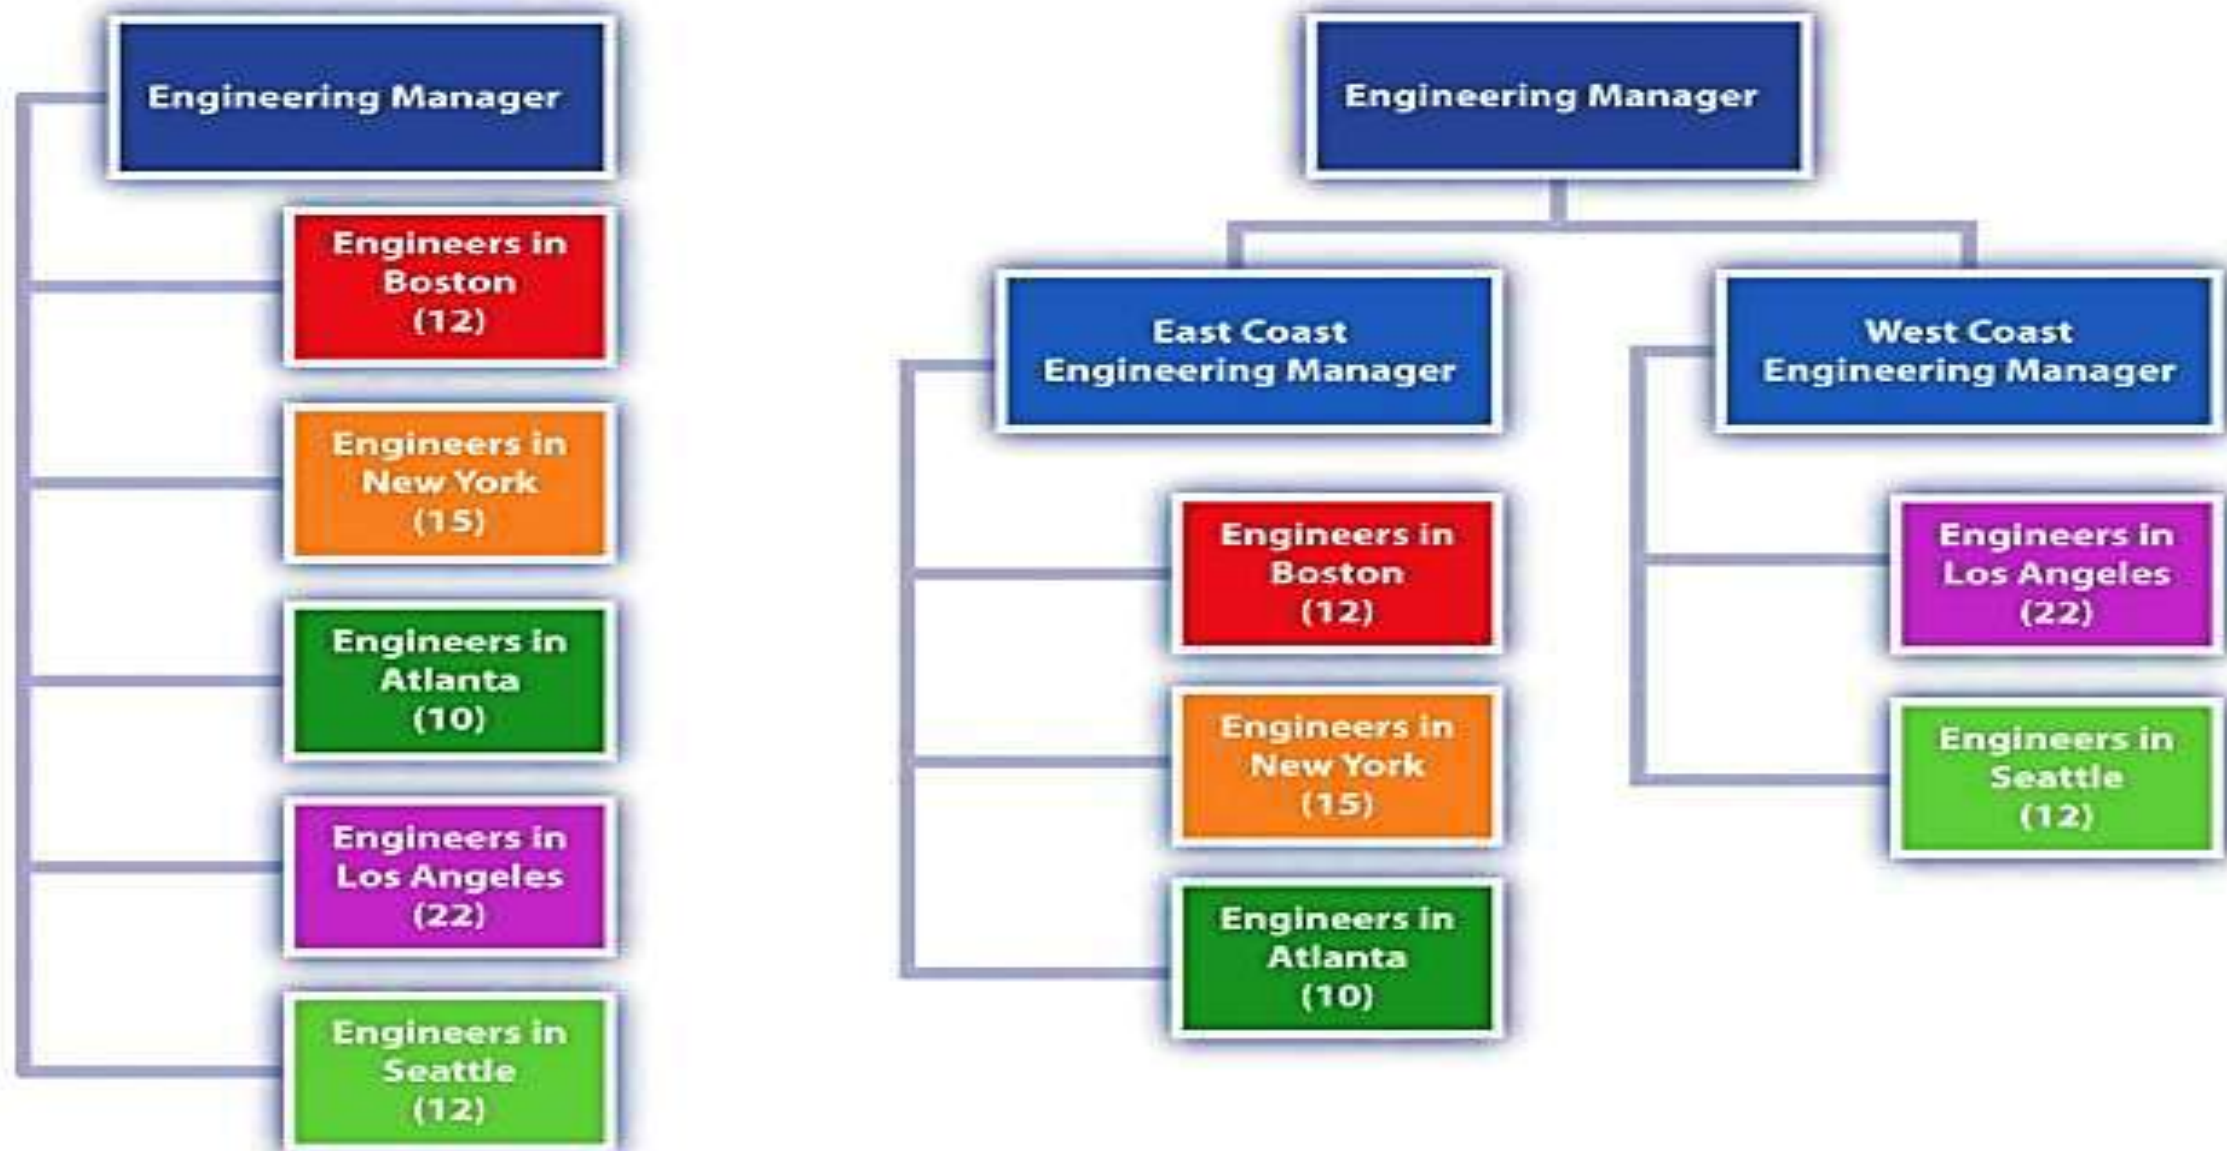 Engineering Manager
Engineers in
Boston
(12)
Engineers in
New York
(15)
Engineers in
Atlanta
(10)
Engineers in
Los Angeles
(22)
Engineers in
Seattle
(12)
Engineering Manager
East Coast
Engineering Manager
Engineers in
Boston
(12)
Engineers in
New York
(15)
Engineers in
Atlanta
(10)
West Coast
Engineering Manager
Engineers in
Los Angeles
(22)
Engineers in
Seattle
(12)